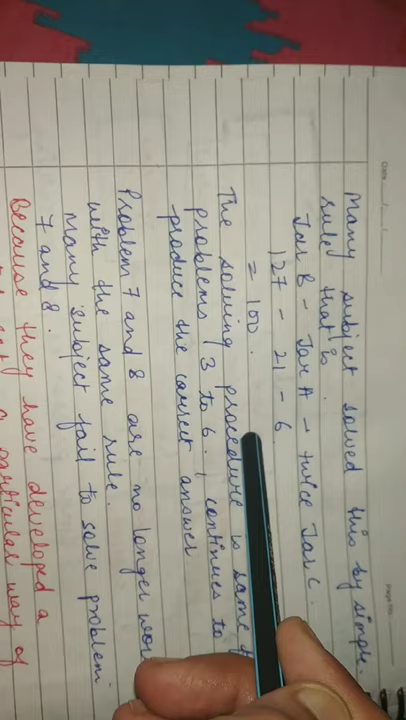 Date
Page No.
Many subject solved this by simple
rule that is
Jar B - Jar A - twice Jar C.
127 - 21 - 6
= 100.
The solving procedure is same
problems 3 to 6. continues to
produce the correct answer
Problem 7 and 8 are no longer
with the same rule.
Many subject fail to solve problem
7 and 8.
Because they have developed a
particular way of